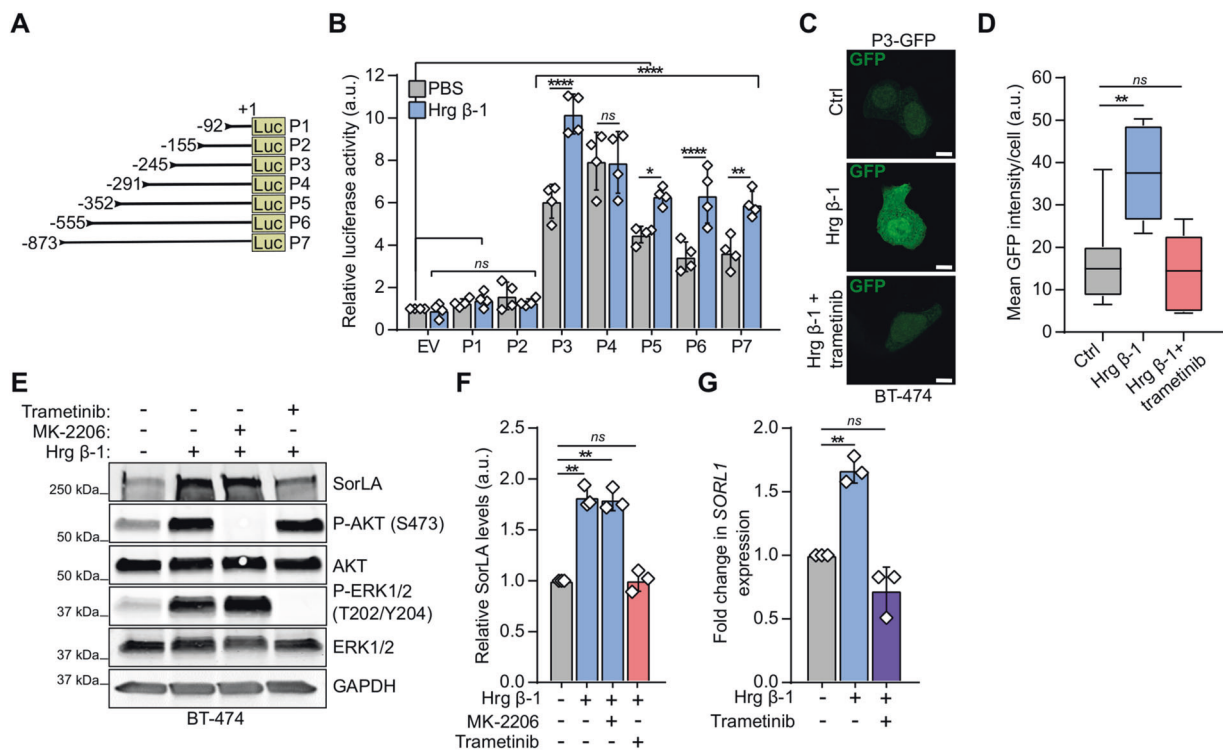 A
+1
-92 Luc P1
-155 Luc P2
-245 Luc P3
-291 Luc P4
-352 Luc P5
-555 Luc P6
-873 Luc P7
B
Relative luciferase activity (a.u.)
12
10
8
6
4
2
0
PBS
Hrg β-1
****
****
ns
*
****
**
ns
EV P1 P2 P3 P4 P5 P6 P7
C
P3-GFP
GFP
Ctrl
GFP
Hrg β-1
GFP
Hrg β-1 +
trametinib
BT-474
D
Mean GFP intensity/cell (a.u.)
60
50
40
30
20
10
0
ns
**
Ctrl
Hrg β-1
Hrg β-1+
trametinib
E
Trametinib: - - - +
MK-2206: - - + -
Hrg β-1: - + + +
250 kDa SorLA
50 kDa P-AKT (S473)
50 kDa AKT
37 kDa P-ERK1/2
(T202/Y204)
37 kDa ERK1/2
37 kDa GAPDH
BT-474
F
Relative SorLA levels (a.u.)
2.5
2.0
1.5
1.0
0.5
0.0
ns
**
**
Hrg β-1 - + + +
MK-2206 - - + -
Trametinib - - - +
G
Fold change in SORL1
expression
2.0
1.5
1.0
0.5
0.0
ns
**
Hrg β-1 - + +
Trametinib - - +